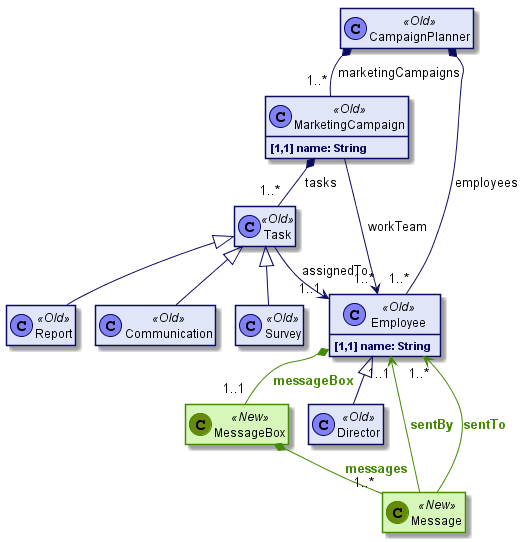 C «Old»
CampaignPlanner
marketingCampaigns
1..*
C «Old»
MarketingCampaign
[1,1] name: String
tasks
1..*
employees
C «Old»
Task
workTeam
assignedTo
1..1
1..*
1..*
C «Old»
Report
C «Old»
Communication
C «Old»
Survey
C «Old»
Employee
[1,1] name: String
messageBox
1..1
1..1
1..*
C «New»
MessageBox
C «Old»
Director
sentBy
sentTo
messages
1..*
C «New»
Message